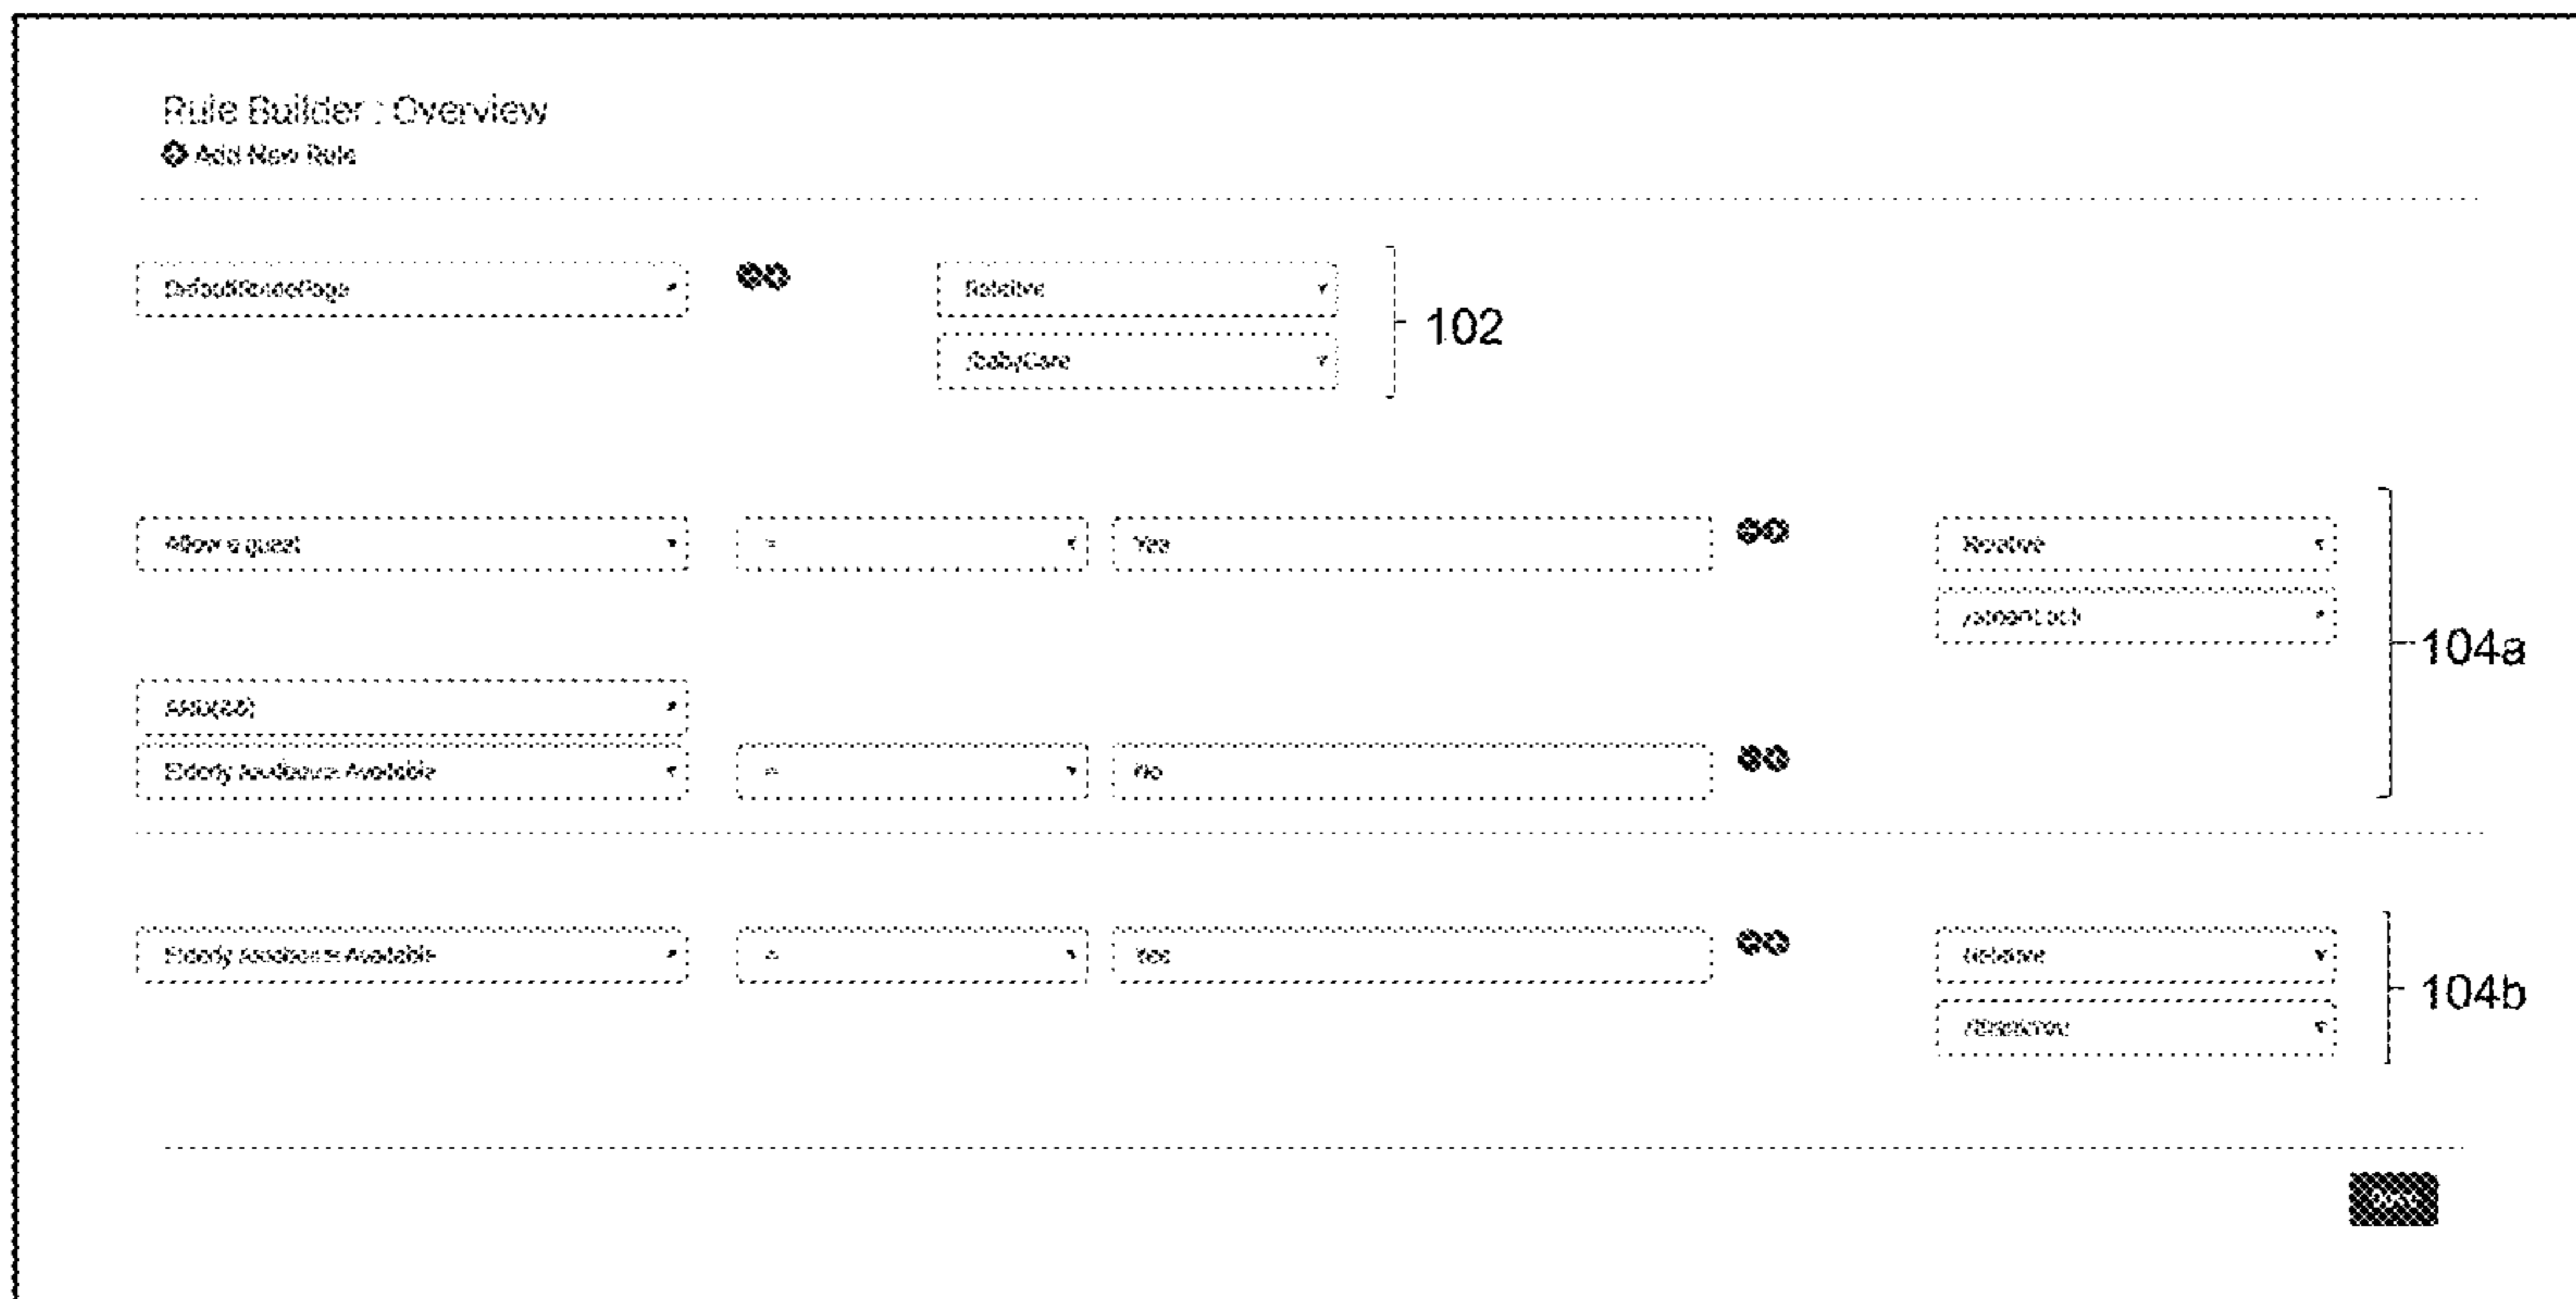 Rule Builder : Overview
Add New Rule
DefaultRoutePage
Relative
/babyCare
102
Allow a guest
=
Yes
Relative
104a
AND(&&)
Elderly Assistance Available
=
No
Elderly Assistance Available
=
Yes
Relative
104b
Done